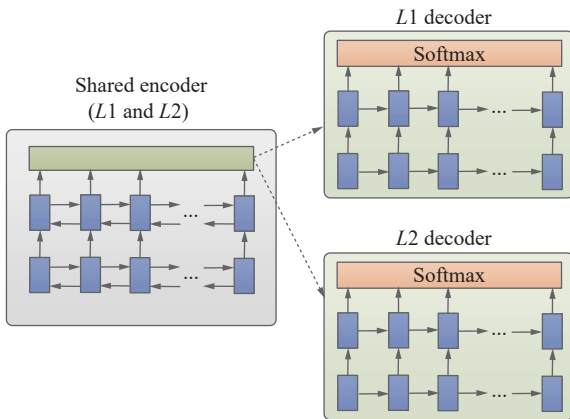 L1 decoder
Softmax
...
Shared encoder
(L1 and L2)
...
...
L2 decoder
Softmax
...
...